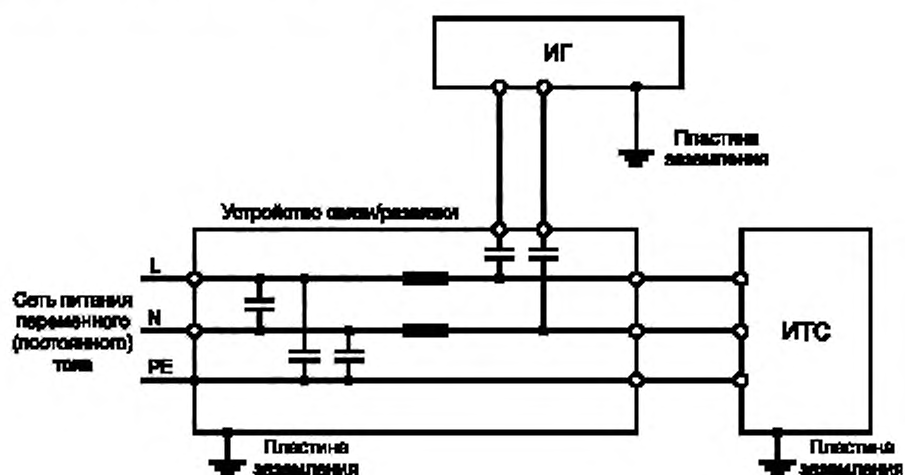 ИГ
Пластина
заземления
Устройство связи/развязки
L
Сеть питания
переменного
(постоянного)
тока
N
PE
ИТС
Пластина
заземления
Пластина
заземления